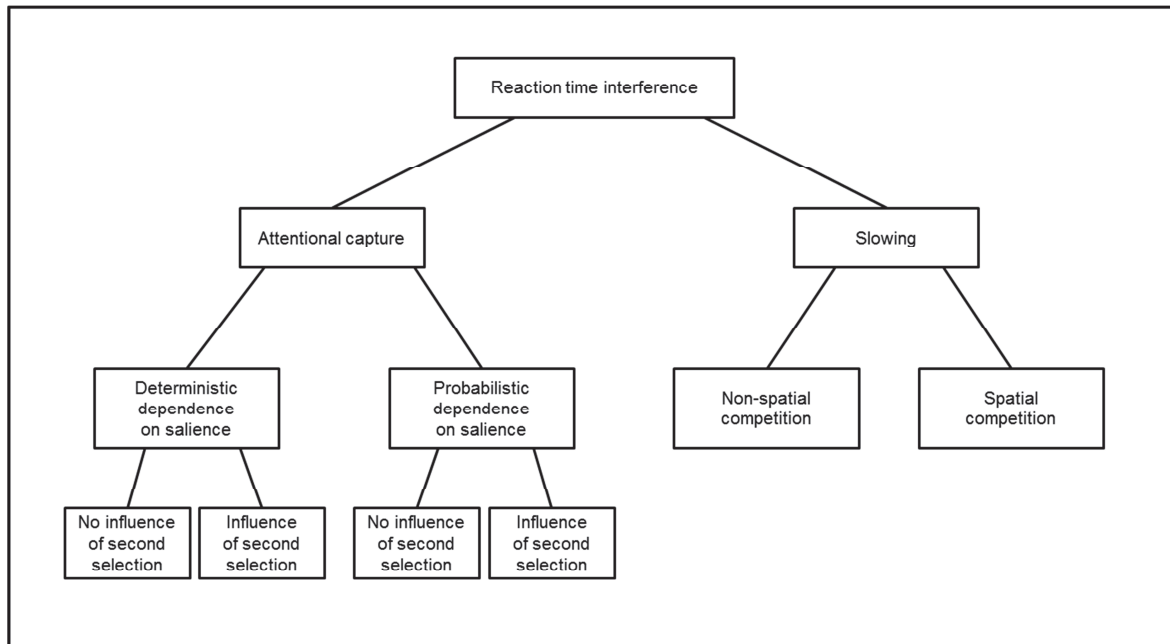 Reaction time interference
Attentional capture
Slowing
Deterministic
dependence
on salience
Probabilistic
dependence
on salience
Non-spatial
competition
Spatial
competition
No influence
of second
selection
Influence
of second
selection
No influence
of second
selection
Influence
of second
selection